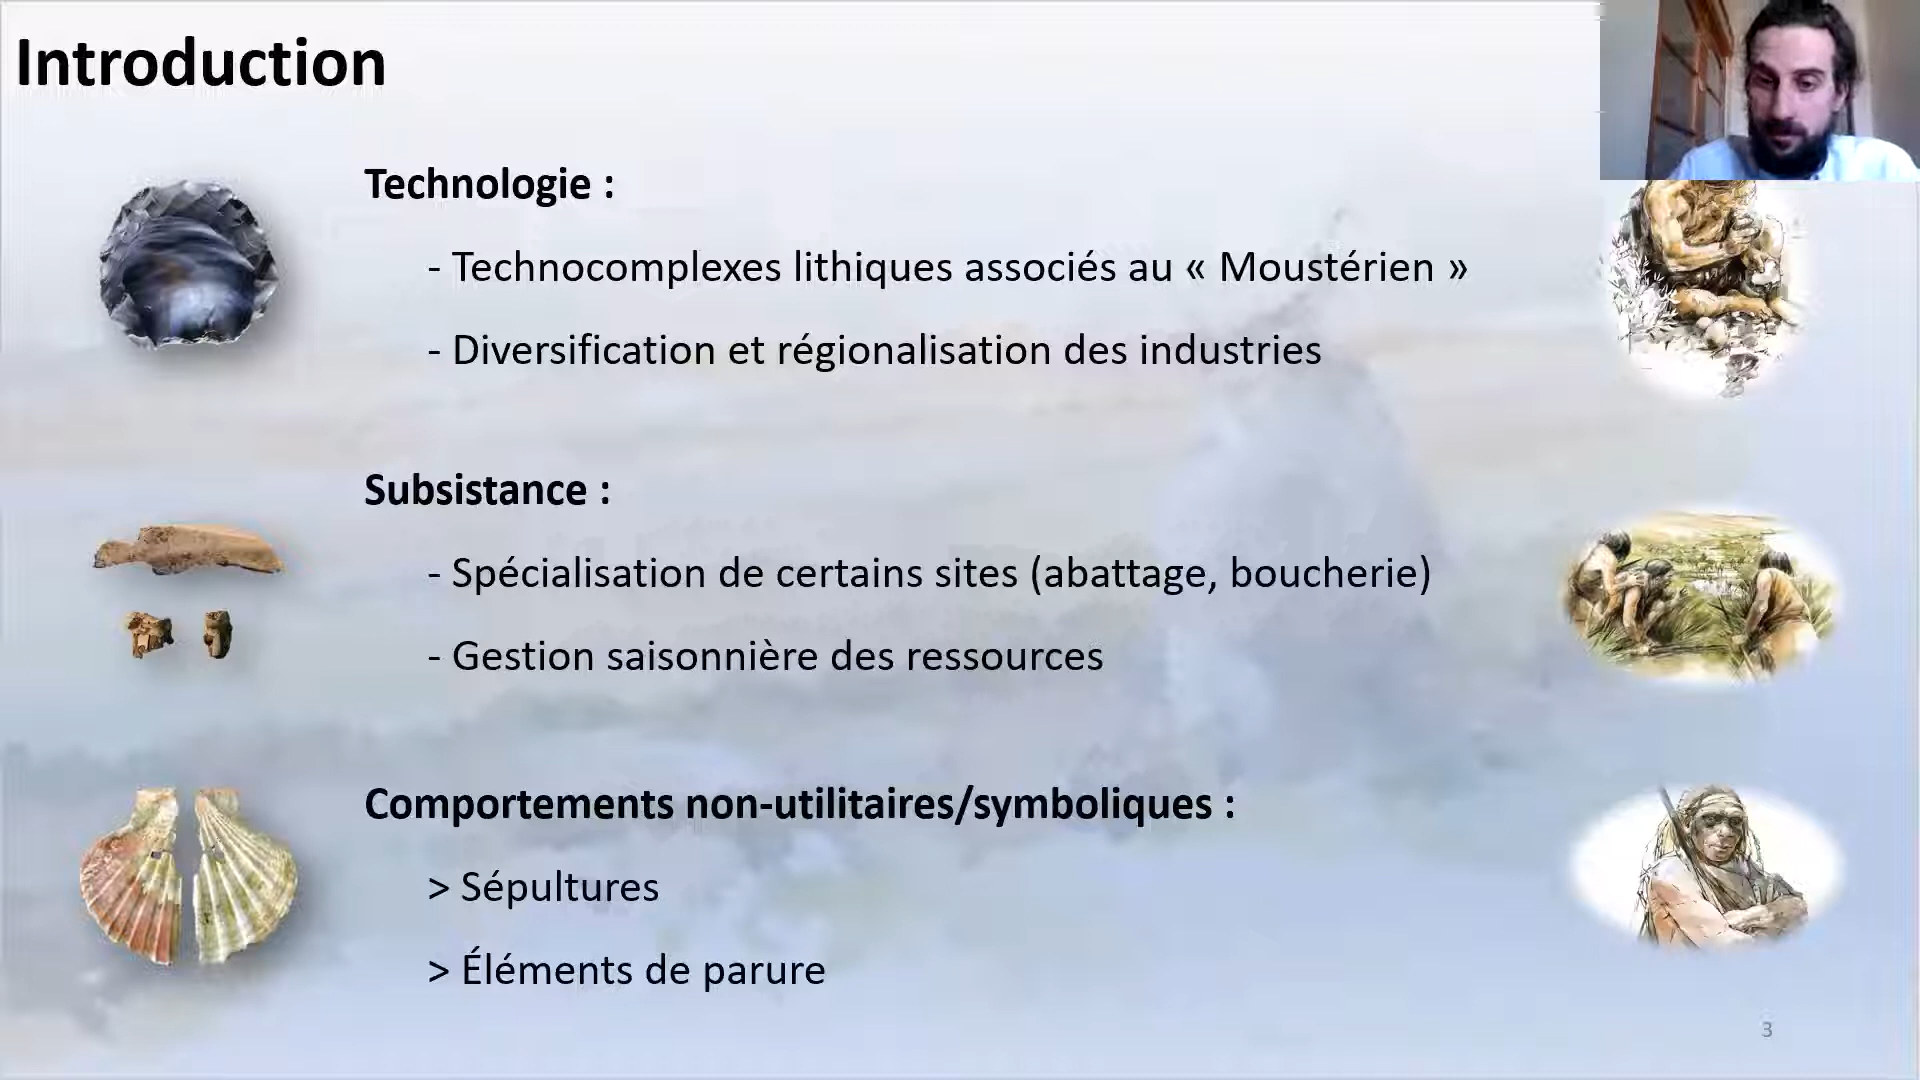 Introduction
Technologie :
- Technocomplexes lithiques associés au « Moustérien »
- Diversification et régionalisation des industries
Subsistance :
- Spécialisation de certains sites (abattage, boucherie)
- Gestion saisonnière des ressources
Comportements non-utilitaires/symboliques :
> Sépultures
> Éléments de parure
3